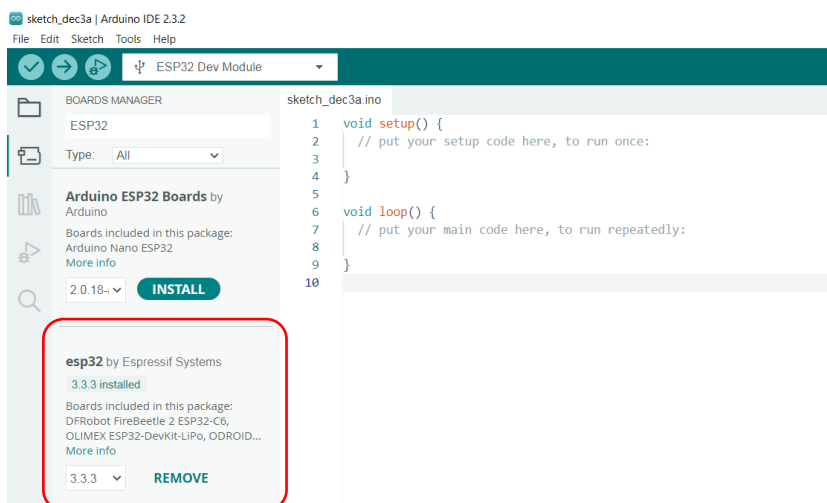 sketch_dec3a | Arduino IDE 2.3.2
File Edit Sketch Tools Help
ESP32 Dev Module
BOARDS MANAGER
ESP32
Type: All
Arduino ESP32 Boards by
Arduino
Boards included in this package:
Arduino Nano ESP32
More info
2.0.18-
INSTALL
esp32 by Espressif Systems
3.3.3 installed
Boards included in this package:
DFRobot FireBeetle 2 ESP32-C6,
OLIMEX ESP32-DevKit-LiPo, ODROID...
More info
3.3.3
REMOVE
sketch_dec3a.ino
1 void setup() {
2 // put your setup code here, to run once:
3
4 }
5
6 void loop() {
7 // put your main code here, to run repeatedly:
8
9 }
10